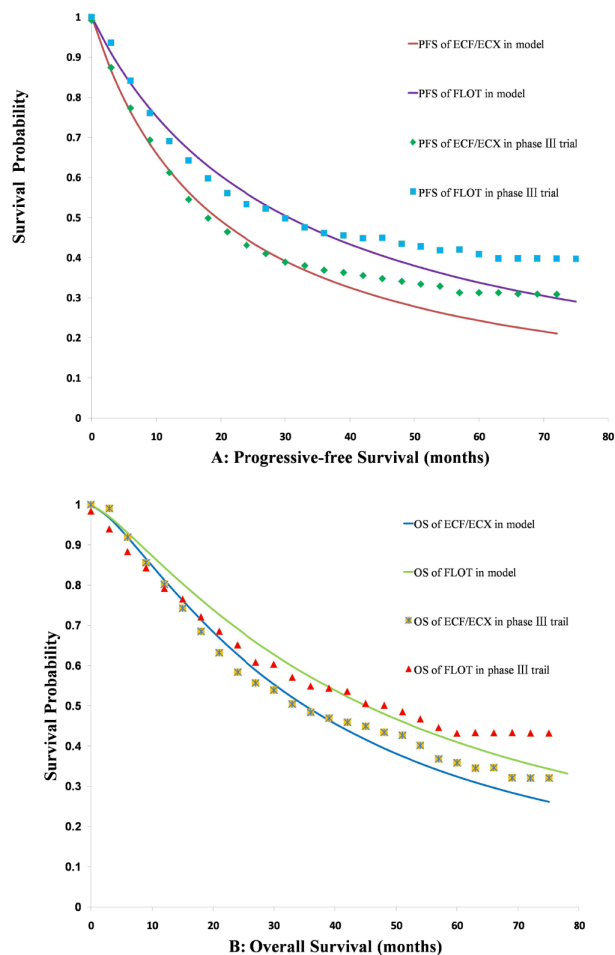 1
0.9
0.8
0.7
0.6
0.5
0.4
0.3
0.2
0.1
0
Survival Probability
PFS of ECF/ECX in model
PFS of FLOT in model
PFS of ECF/ECX in phase III trial
PFS of FLOT in phase III trial
0 10 20 30 40 50 60 70 80
A: Progressive-free Survival (months)
1
0.9
0.8
0.7
0.6
0.5
0.4
0.3
0.2
0.1
0
Survival Probability
OS of ECF/ECX in model
OS of FLOT in model
OS of ECF/ECX in phase III trail
OS of FLOT in phase III trail
0 10 20 30 40 50 60 70 80
B: Overall Survival (months)